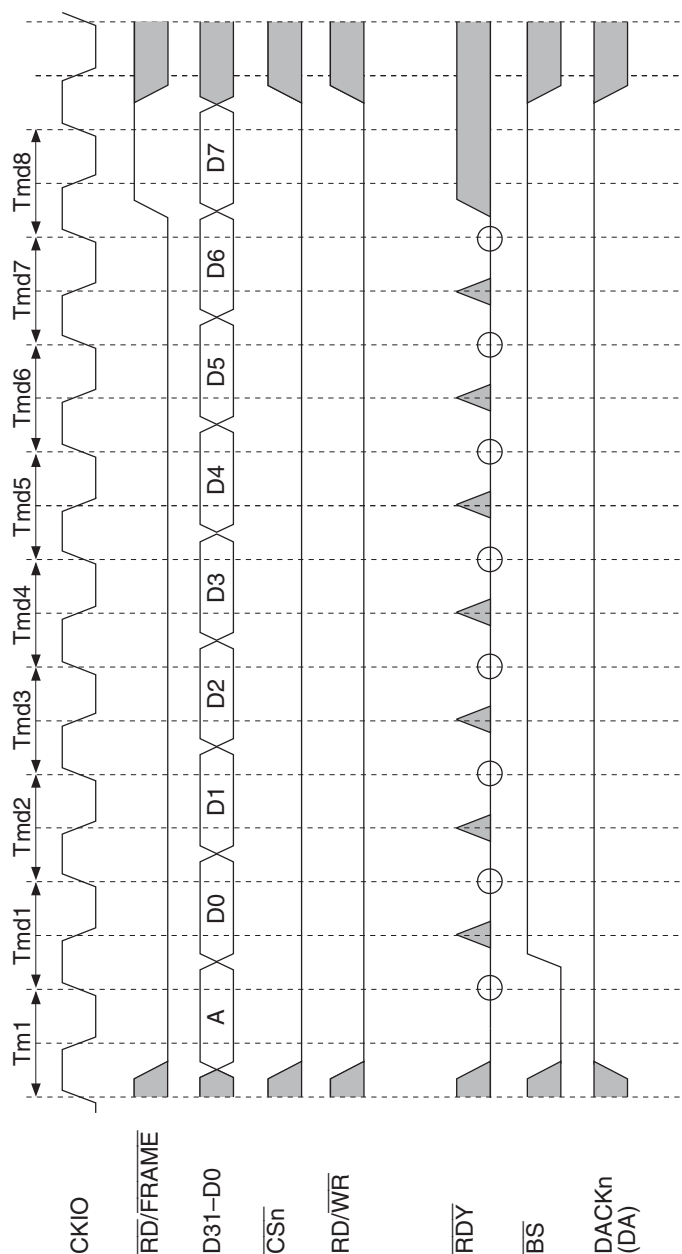 Tm1 Tmd1 Tmd2 Tmd3 Tmd4 Tmd5 Tmd6 Tmd7 Tmd8
CKIO
RD/FRAME
D31–D0 A D0 D1 D2 D3 D4 D5 D6 D7
CSn
RD/WR
RDY
BS
DACKn
(DA)